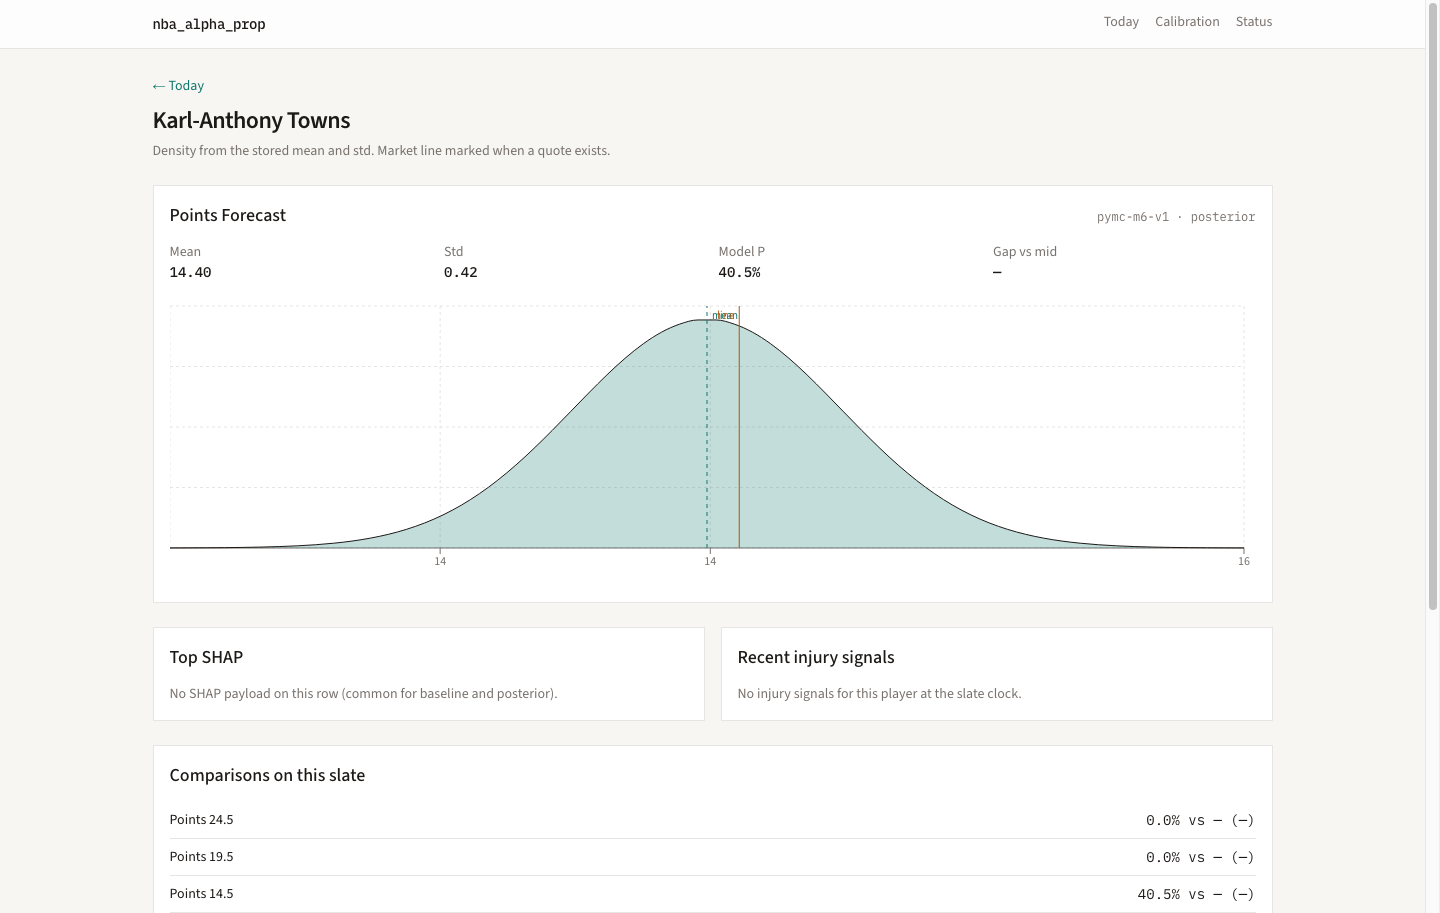 nba_alpha_prop
Today Calibration Status
← Today
Karl-Anthony Towns
Density from the stored mean and std. Market line marked when a quote exists.
Points Forecast
pymc-m6-v1 · posterior
Mean Std Model P Gap vs mid
14.40 0.42 40.5% —
14 14 16
Top SHAP
No SHAP payload on this row (common for baseline and posterior).
Recent injury signals
No injury signals for this player at the slate clock.
Comparisons on this slate
Points 24.5 0.0% vs — (—)
Points 19.5 0.0% vs — (—)
Points 14.5 40.5% vs — (—)